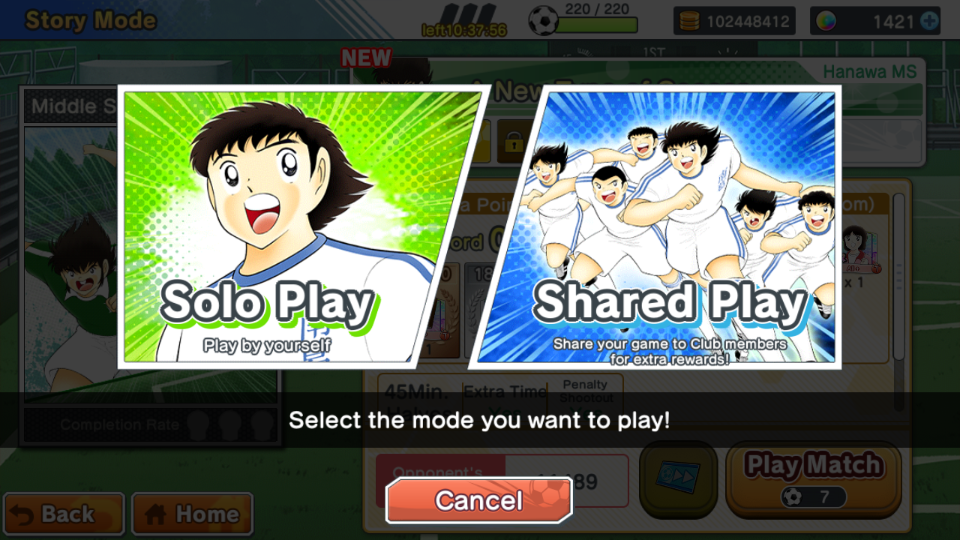 Story Mode
left10:37:56
220 / 220
102448412
1421
NEW
1ST
Hanawa MS
Middle S
Solo Play
Play by yourself
Shared Play
Share your game to Club members
for extra rewards!
x 1
45Min.
Extra Time
Penalty
Shootout
Select the mode you want to play!
Completion Rate
Opponent's
89
Play Match
7
Cancel
Back
Home